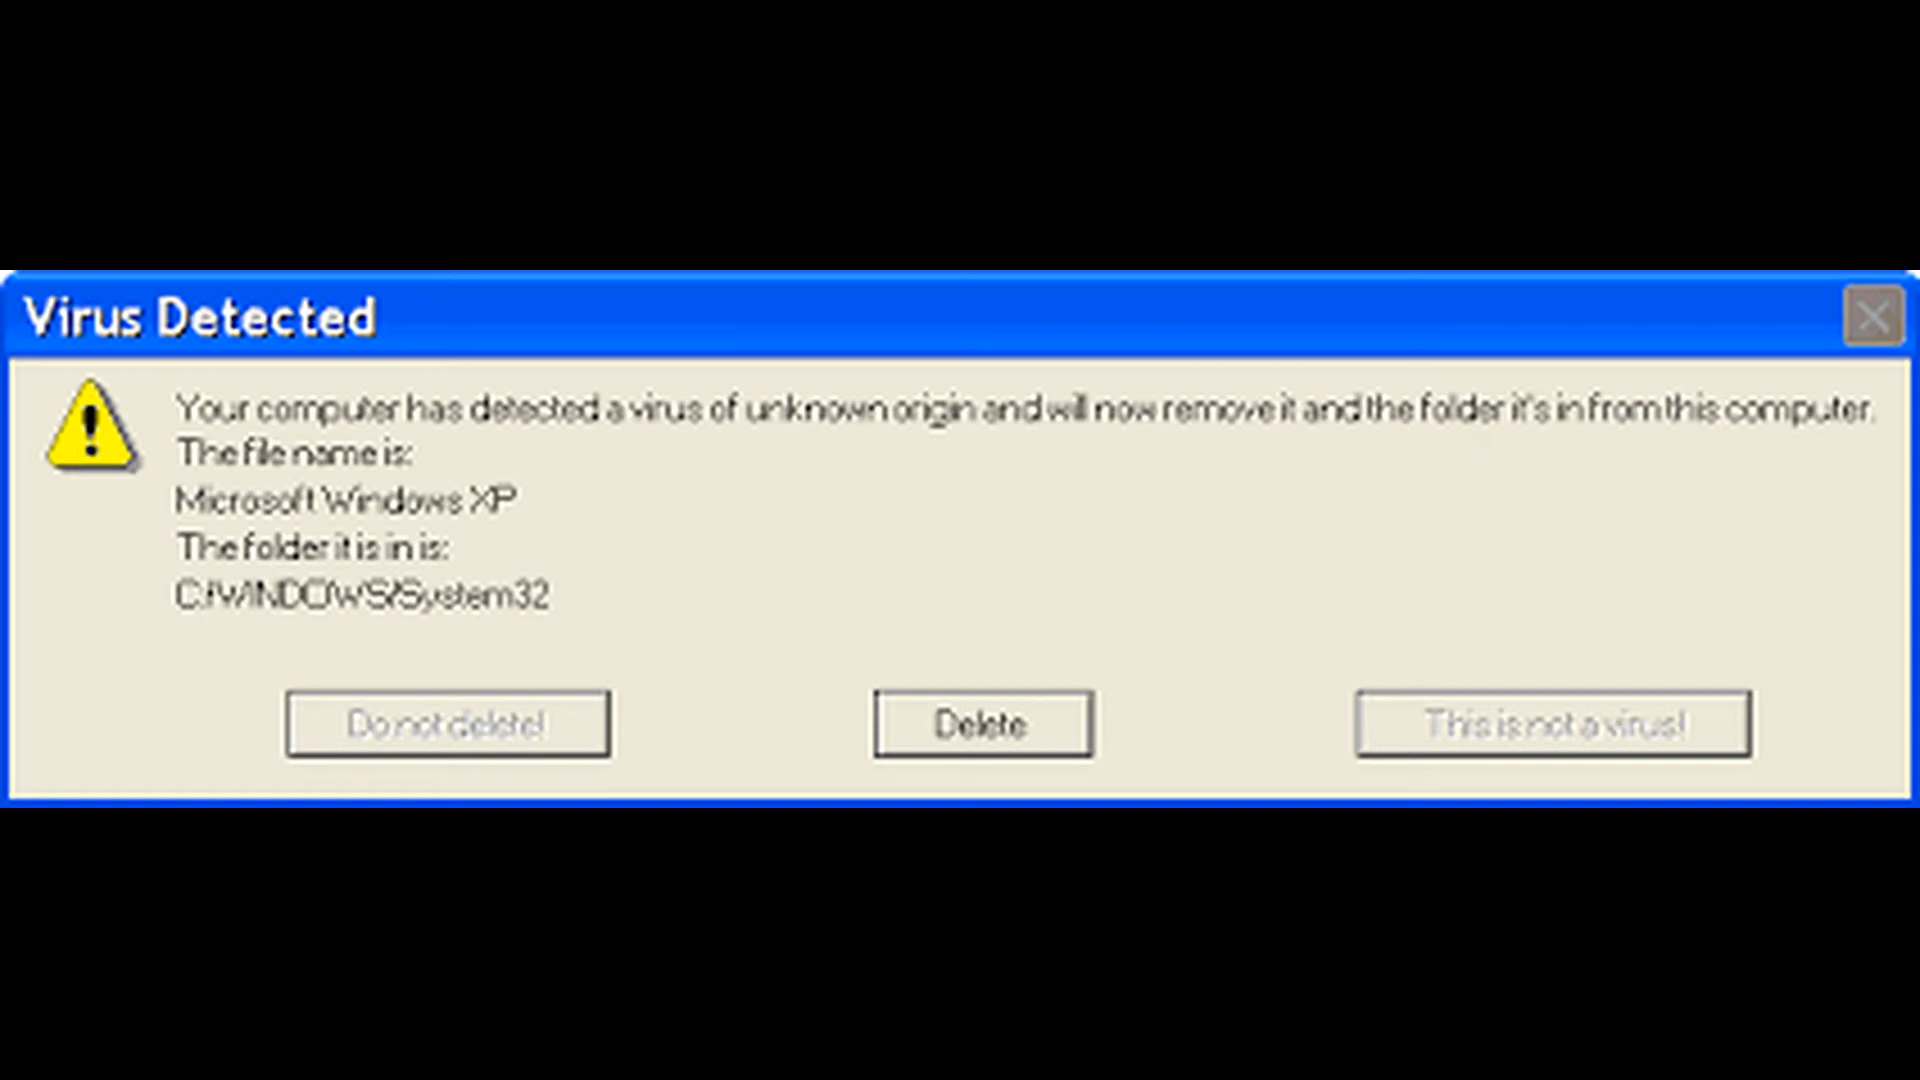 Virus Detected
Your computer has detected a virus of unknown origin and will now remove it and the folder it's in from this computer.
The file name is:
Microsoft Windows XP
The folder it is in is:
C:/WINDOWS/System32
Do not delete!
Delete
This is not a virus!